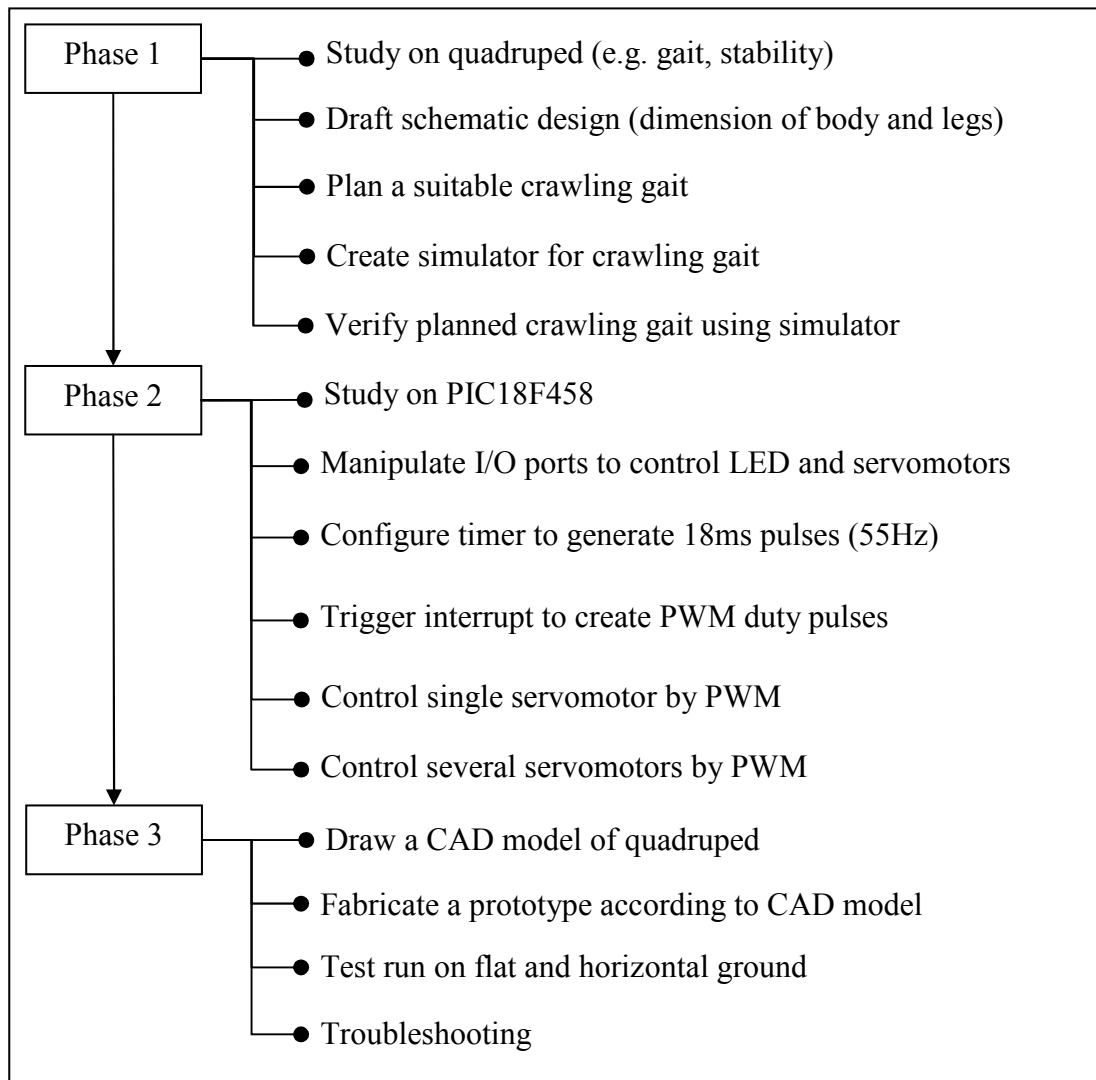 Phase 1
Study on quadruped (e.g. gait, stability)
Draft schematic design (dimension of body and legs)
Plan a suitable crawling gait
Create simulator for crawling gait
Verify planned crawling gait using simulator
Phase 2
Study on PIC18F458
Manipulate I/O ports to control LED and servomotors
Configure timer to generate 18ms pulses (55Hz)
Trigger interrupt to create PWM duty pulses
Control single servomotor by PWM
Control several servomotors by PWM
Phase 3
Draw a CAD model of quadruped
Fabricate a prototype according to CAD model
Test run on flat and horizontal ground
Troubleshooting